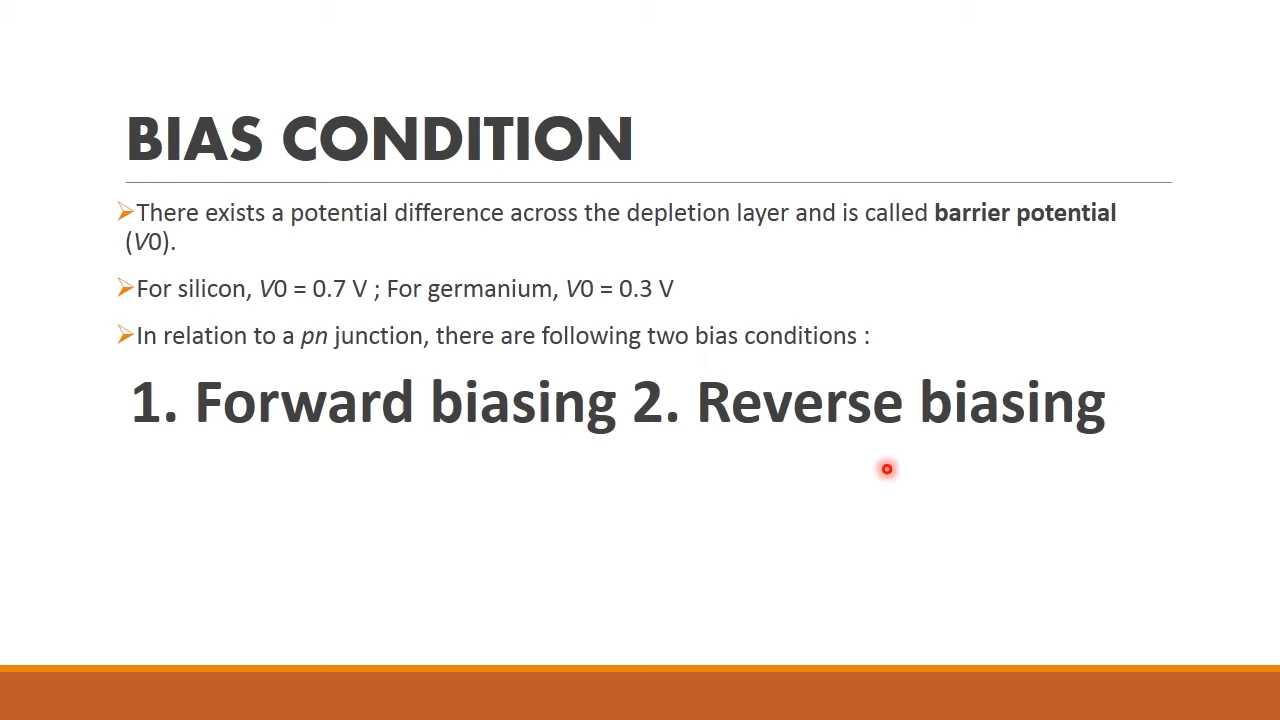 BIAS CONDITION
➢There exists a potential difference across the depletion layer and is called barrier potential
(V0).
➢For silicon, V0 = 0.7 V ; For germanium, V0 = 0.3 V
➢In relation to a pn junction, there are following two bias conditions :
1. Forward biasing 2. Reverse biasing